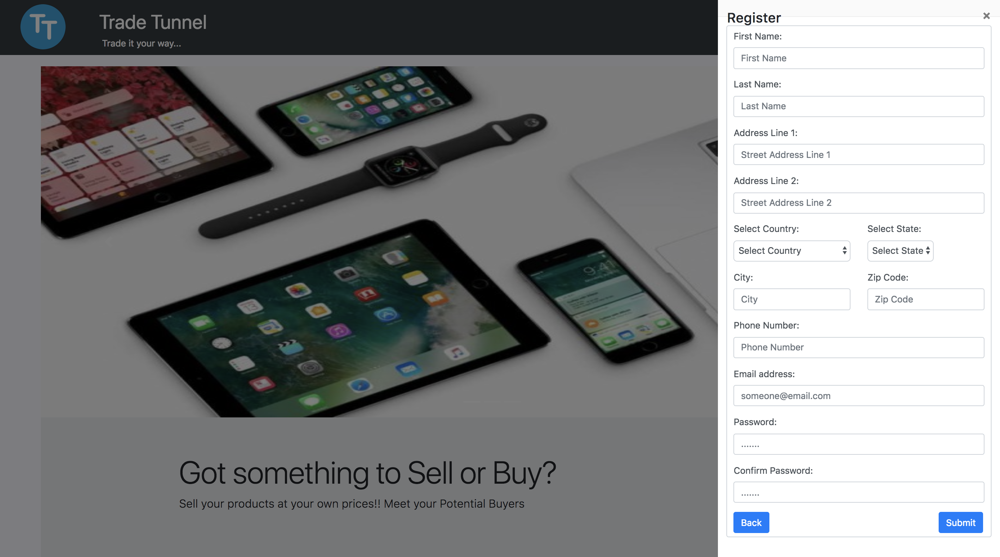 TT
Trade Tunnel
Trade it your way...
9:41
Got something to Sell or Buy?
Sell your products at your own prices!! Meet your Potential Buyers
Register
×
First Name:
First Name
Last Name:
Last Name
Address Line 1:
Street Address Line 1
Address Line 2:
Street Address Line 2
Select Country: Select State:
Select Country Select State
City: Zip Code:
City Zip Code
Phone Number:
Phone Number
Email address:
someone@email.com
Password:
.......
Confirm Password:
.......
Back Submit